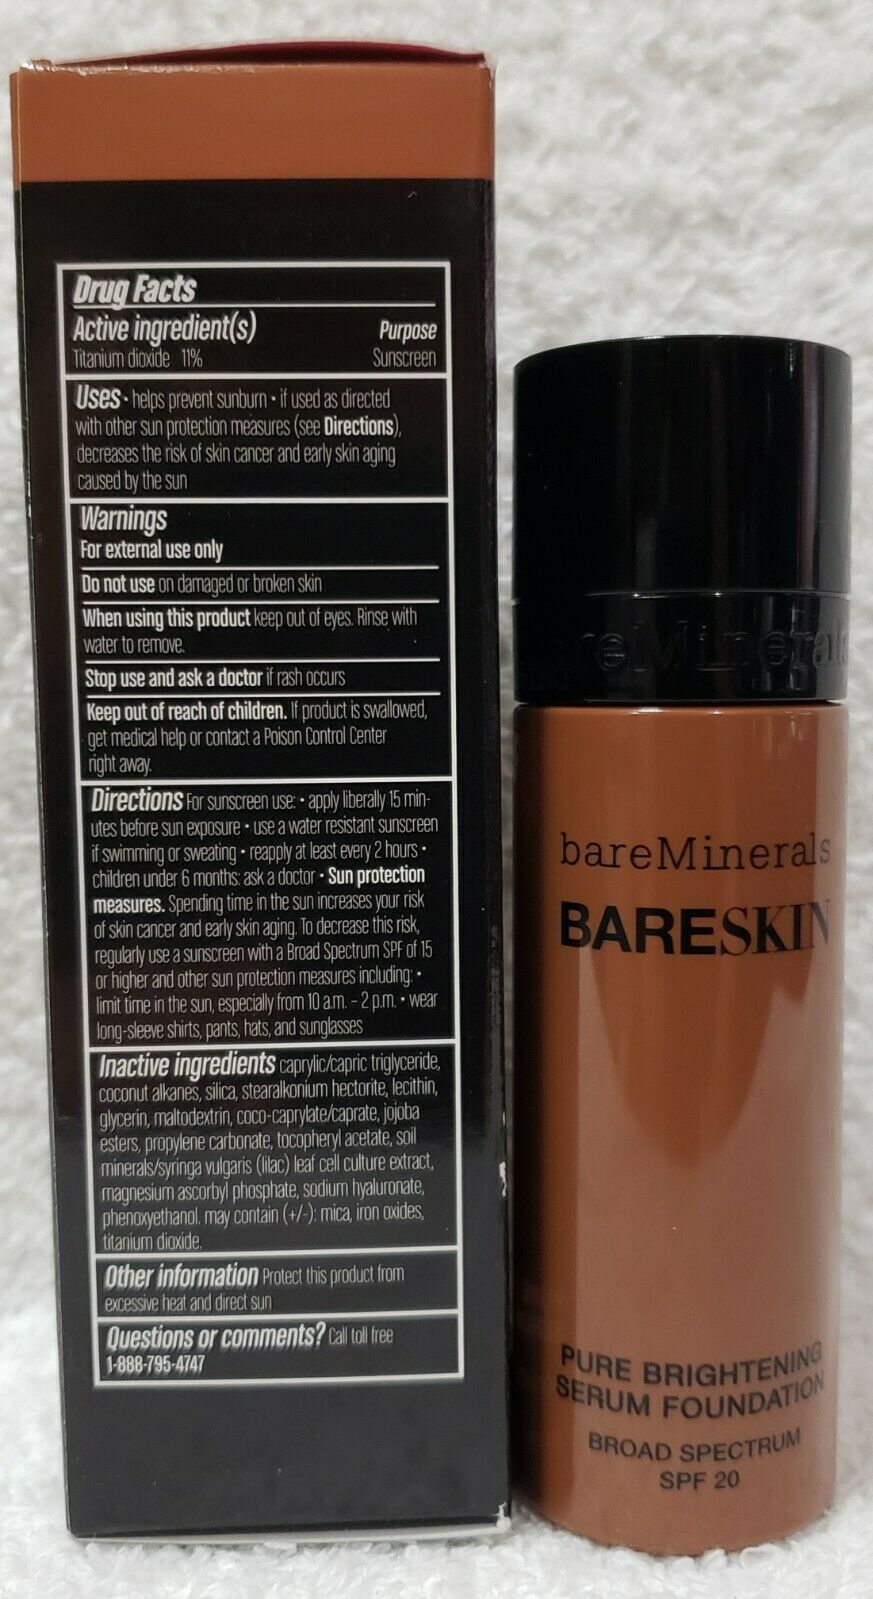 Drug Facts
Active ingredient(s) Purpose
Titanium dioxide 11% Sunscreen
Uses • helps prevent sunburn • if used as directed
with other sun protection measures (see Directions),
decreases the risk of skin cancer and early skin aging
caused by the sun
Warnings
For external use only
Do not use on damaged or broken skin
When using this product keep out of eyes. Rinse with
water to remove.
Stop use and ask a doctor if rash occurs
Keep out of reach of children. If product is swallowed,
get medical help or contact a Poison Control Center
right away.
Directions For sunscreen use: • apply liberally 15 min-
utes before sun exposure • use a water resistant sunscreen
if swimming or sweating • reapply at least every 2 hours •
children under 6 months: ask a doctor • Sun protection
measures. Spending time in the sun increases your risk
of skin cancer and early skin aging. To decrease this risk,
regularly use a sunscreen with a Broad Spectrum SPF of 15
or higher and other sun protection measures including: •
limit time in the sun, especially from 10 a.m. – 2 p.m. • wear
long-sleeve shirts, pants, hats, and sunglasses
Inactive ingredients caprylic/capric triglyceride,
coconut alkanes, silica, stearalkonium hectorite, lecithin,
glycerin, maltodextrin, coco-caprylate/caprate, jojoba
esters, propylene carbonate, tocopheryl acetate, soil
minerals/syringa vulgaris (lilac) leaf cell culture extract,
magnesium ascorbyl phosphate, sodium hyaluronate,
phenoxyethanol. may contain (+/-): mica, iron oxides,
titanium dioxide.
Other information Protect this product from
excessive heat and direct sun
Questions or comments? Call toll free
1-888-795-4747
reMinerals
bareMinerals
BARESKIN
PURE BRIGHTENING
SERUM FOUNDATION
BROAD SPECTRUM
SPF 20